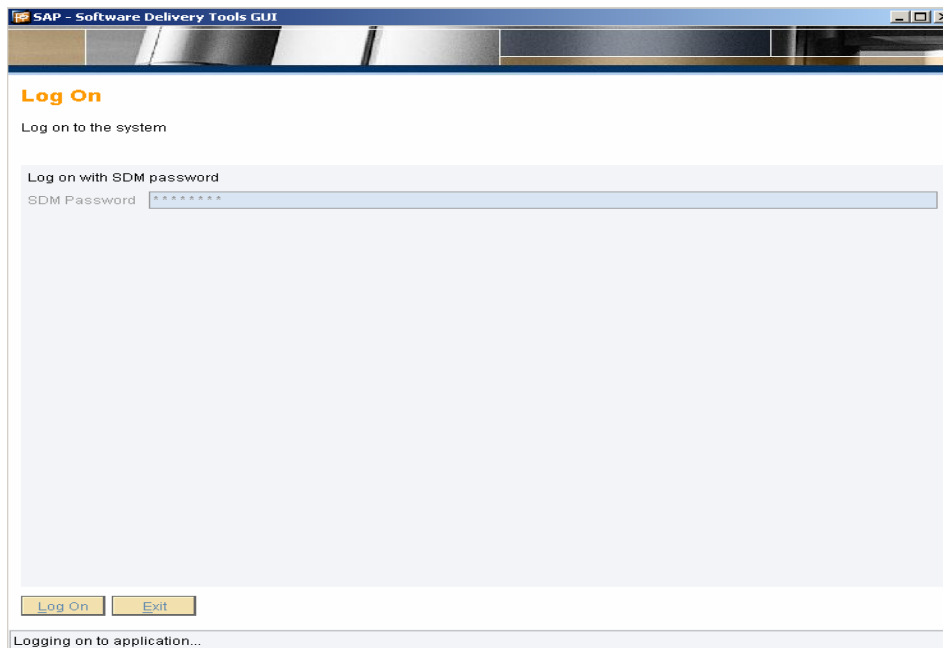 SAP - Software Delivery Tools GUI
Log On
Log on to the system
Log on with SDM password
SDM Password ********
Log On Exit
Logging on to application...